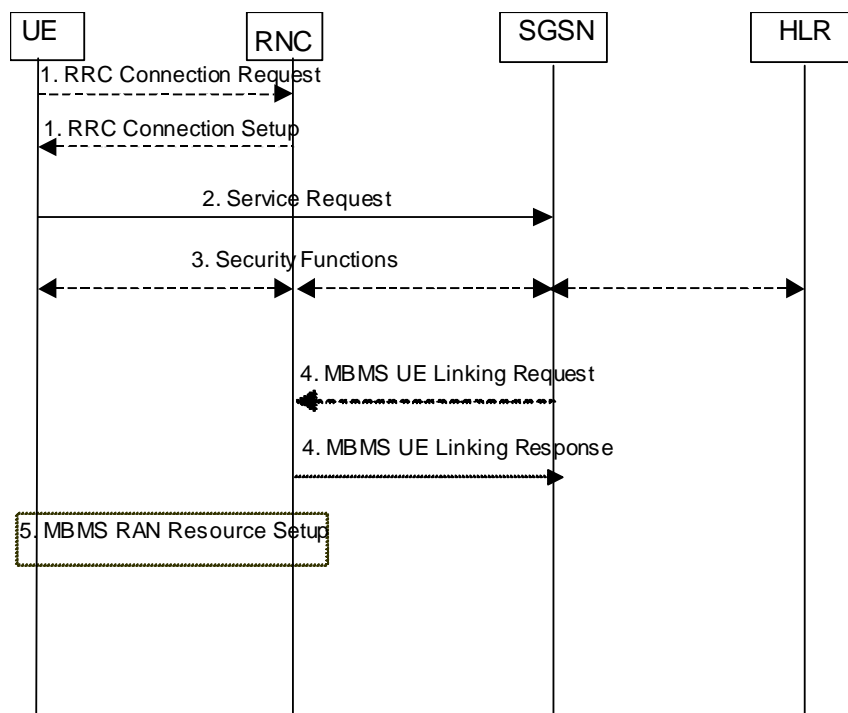 UE
RNC
SGSN
HLR
1. RRC Connection Request
1. RRC Connection Setup
2. Service Request
3. Security Functions
4. MBMS UE Linking Request
4. MBMS UE Linking Response
5. MBMS RAN Resource Setup